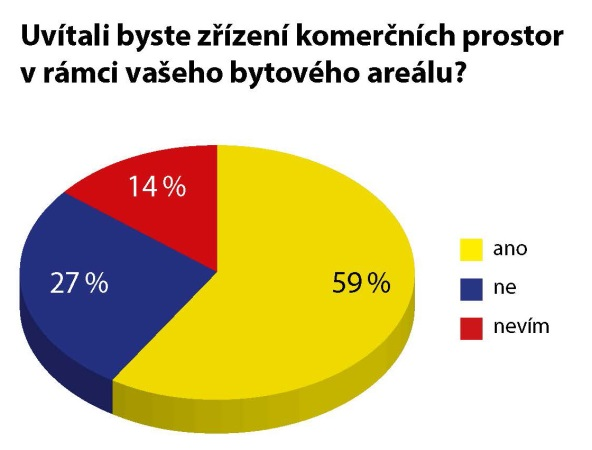 Uvítali byste zřízení komerčních prostor
v rámci vašeho bytového areálu?
14 %
27 %
59 %
ano
ne
nevím